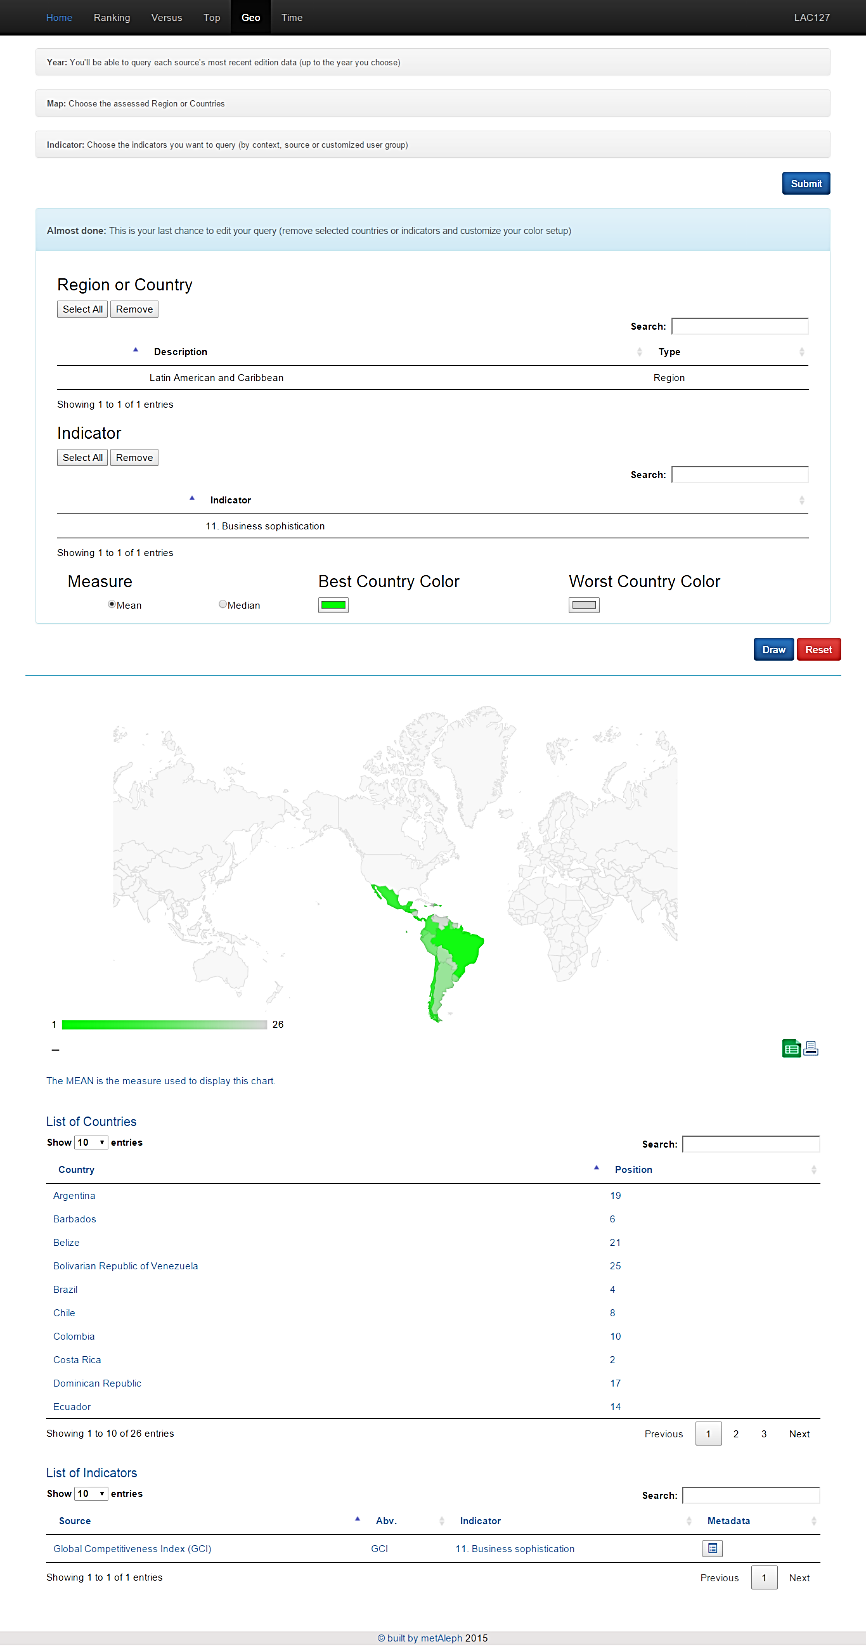 Home Ranking Versus Top Geo Time LAC127
Year: You'll be able to query each source's most recent edition data (up to the year you choose)
Map: Choose the assessed Region or Countries
Indicator: Choose the indicators you want to query (by context, source or customized user group)
Submit
Almost done: This is your last chance to edit your query (remove selected countries or indicators and customize your color setup)
Region or Country
Select All Remove
Search:
Description Type
Latin American and Caribbean Region
Showing 1 to 1 of 1 entries
Indicator
Select All Remove
Search:
Indicator
11. Business sophistication
Showing 1 to 1 of 1 entries
Measure Best Country Color Worst Country Color
Mean Median
Draw Reset
1 26
The MEAN is the measure used to display this chart.
List of Countries
Show 10 entries Search:
Country Position
Argentina 19
Barbados 6
Belize 21
Bolivarian Republic of Venezuela 25
Brazil 4
Chile 8
Colombia 10
Costa Rica 2
Dominican Republic 17
Ecuador 14
Showing 1 to 10 of 26 entries Previous 1 2 3 Next
List of Indicators
Show 10 entries Search:
Source Abv. Indicator Metadata
Global Competitiveness Index (GCI) GCI 11. Business sophistication
Showing 1 to 1 of 1 entries Previous 1 Next
© built by metAleph 2015